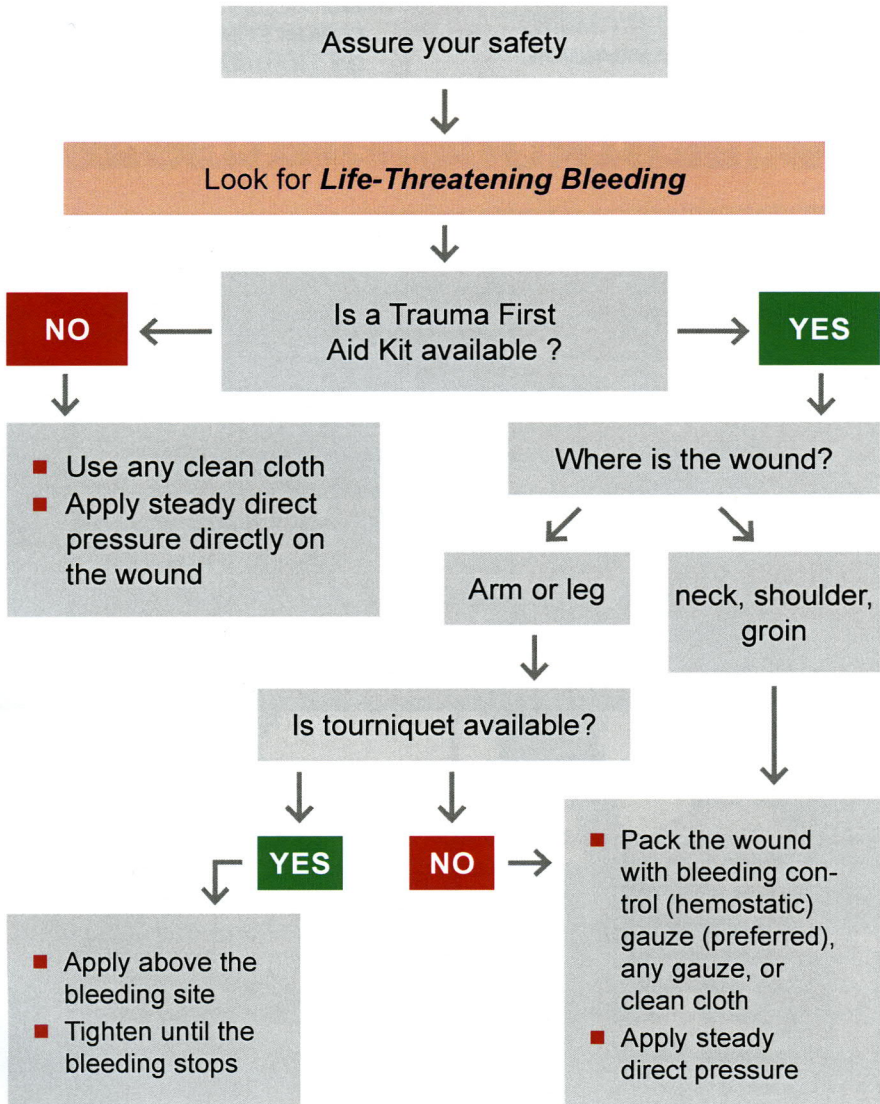 Assure your safety
Look for Life-Threatening Bleeding
Is a Trauma First
Aid Kit available ?
NO
YES
Use any clean cloth
Apply steady direct
pressure directly on
the wound
Where is the wound?
Arm or leg
neck, shoulder,
groin
Is tourniquet available?
YES
NO
Apply above the
bleeding site
Tighten until the
bleeding stops
Pack the wound
with bleeding con-
trol (hemostatic)
gauze (preferred),
any gauze, or
clean cloth
Apply steady
direct pressure